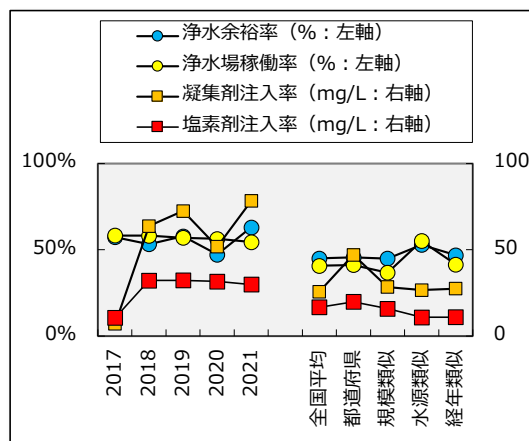 浄水余裕率（%：左軸）
浄水場稼働率（%：左軸）
凝集剤注入率（mg/L：右軸）
塩素剤注入率（mg/L：右軸）
100%
100
50%
50
0%
0
2017
2018
2019
2020
2021
全国平均
都道府県
規模類似
水源類似
経年類似